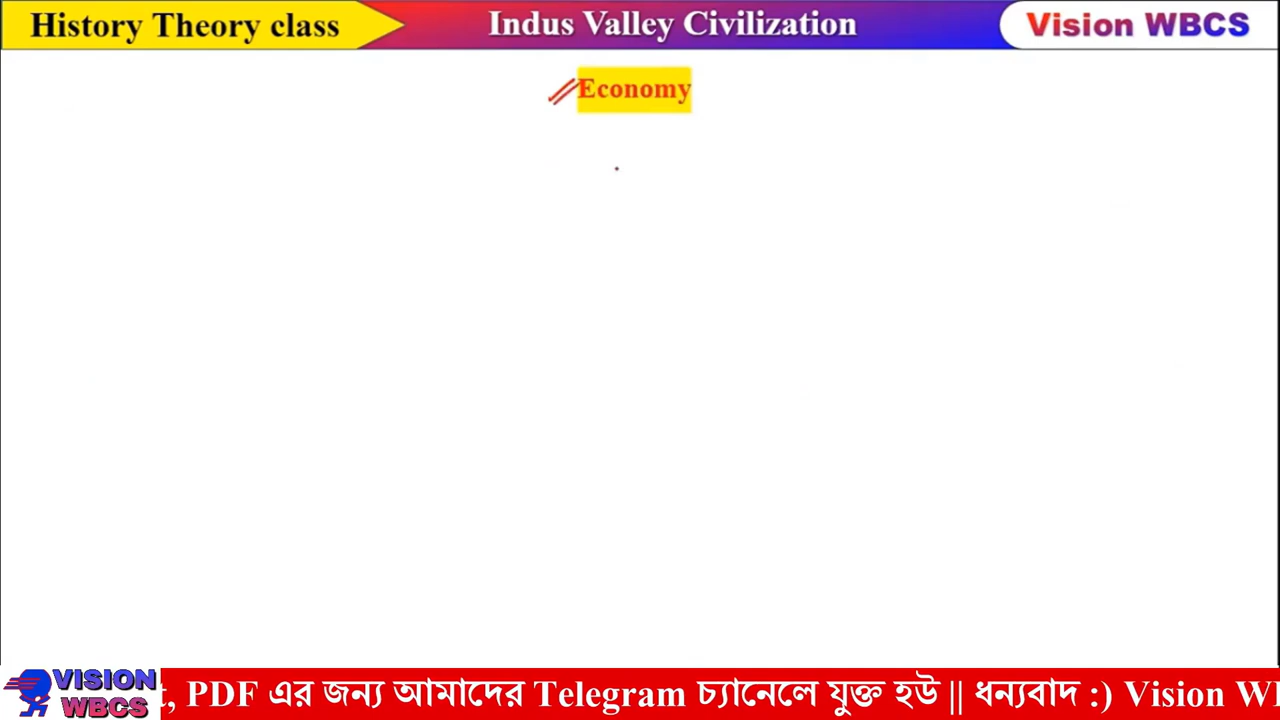 History Theory class
Indus Valley Civilization
Vision WBCS
Economy
VISION
WBCS
t, PDF এর জন্য আমাদের Telegram চ্যানেলে যুক্ত হউ || ধন্যবাদ :) Vision W